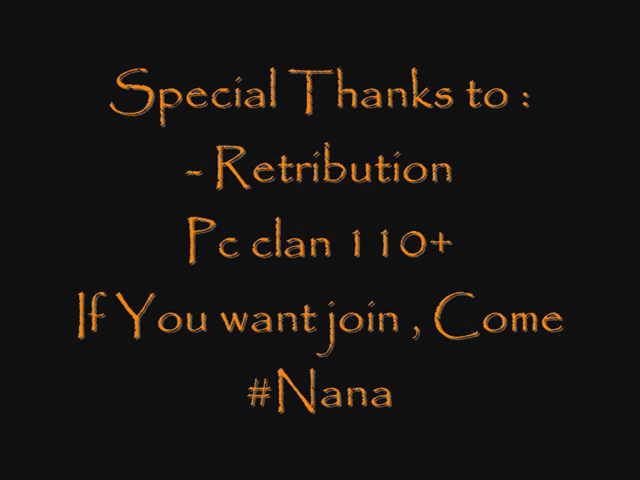 Special Thanks to :
- Retribution
Pc clan 110+
If You want join , Come
#Nana